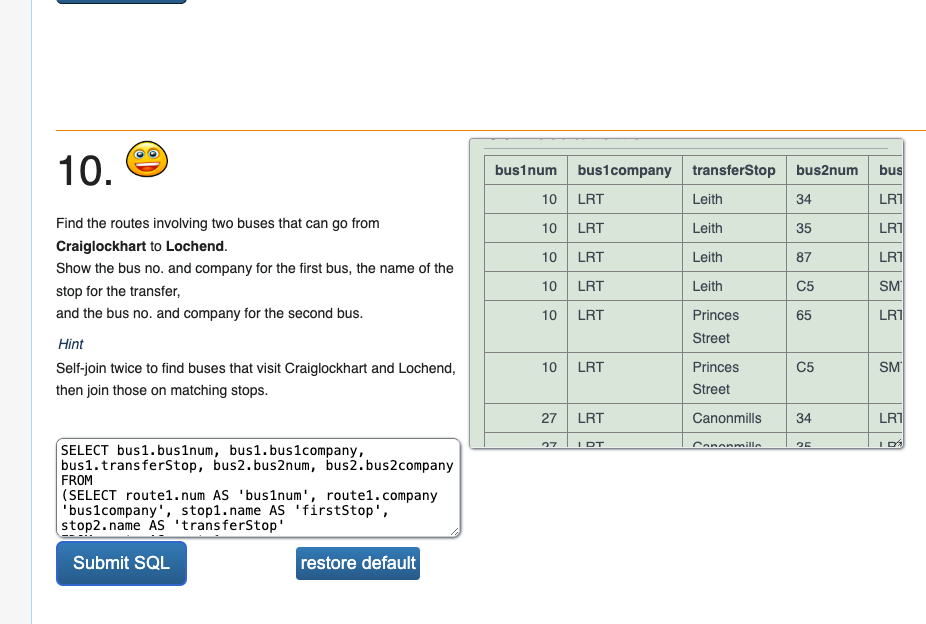 10.
Find the routes involving two buses that can go from
Craiglockhart to Lochend.
Show the bus no. and company for the first bus, the name of the
stop for the transfer,
and the bus no. and company for the second bus.
Hint
Self-join twice to find buses that visit Craiglockhart and Lochend,
then join those on matching stops.
SELECT bus1.bus1num, bus1.bus1company,
bus1.transferStop, bus2.bus2num, bus2.bus2company
FROM
(SELECT route1.num AS 'bus1num', route1.company
'bus1company', stop1.name AS 'firstStop',
stop2.name AS 'transferStop'
Submit SQL
restore default
bus1num bus1company transferStop bus2num bus
10 LRT Leith 34 LRT
10 LRT Leith 35 LRT
10 LRT Leith 87 LRT
10 LRT Leith C5 SM
10 LRT Princes 65 LRT
Street
10 LRT Princes C5 SM
Street
27 LRT Canonmills 34 LRT
27 LRT Canonmills 35